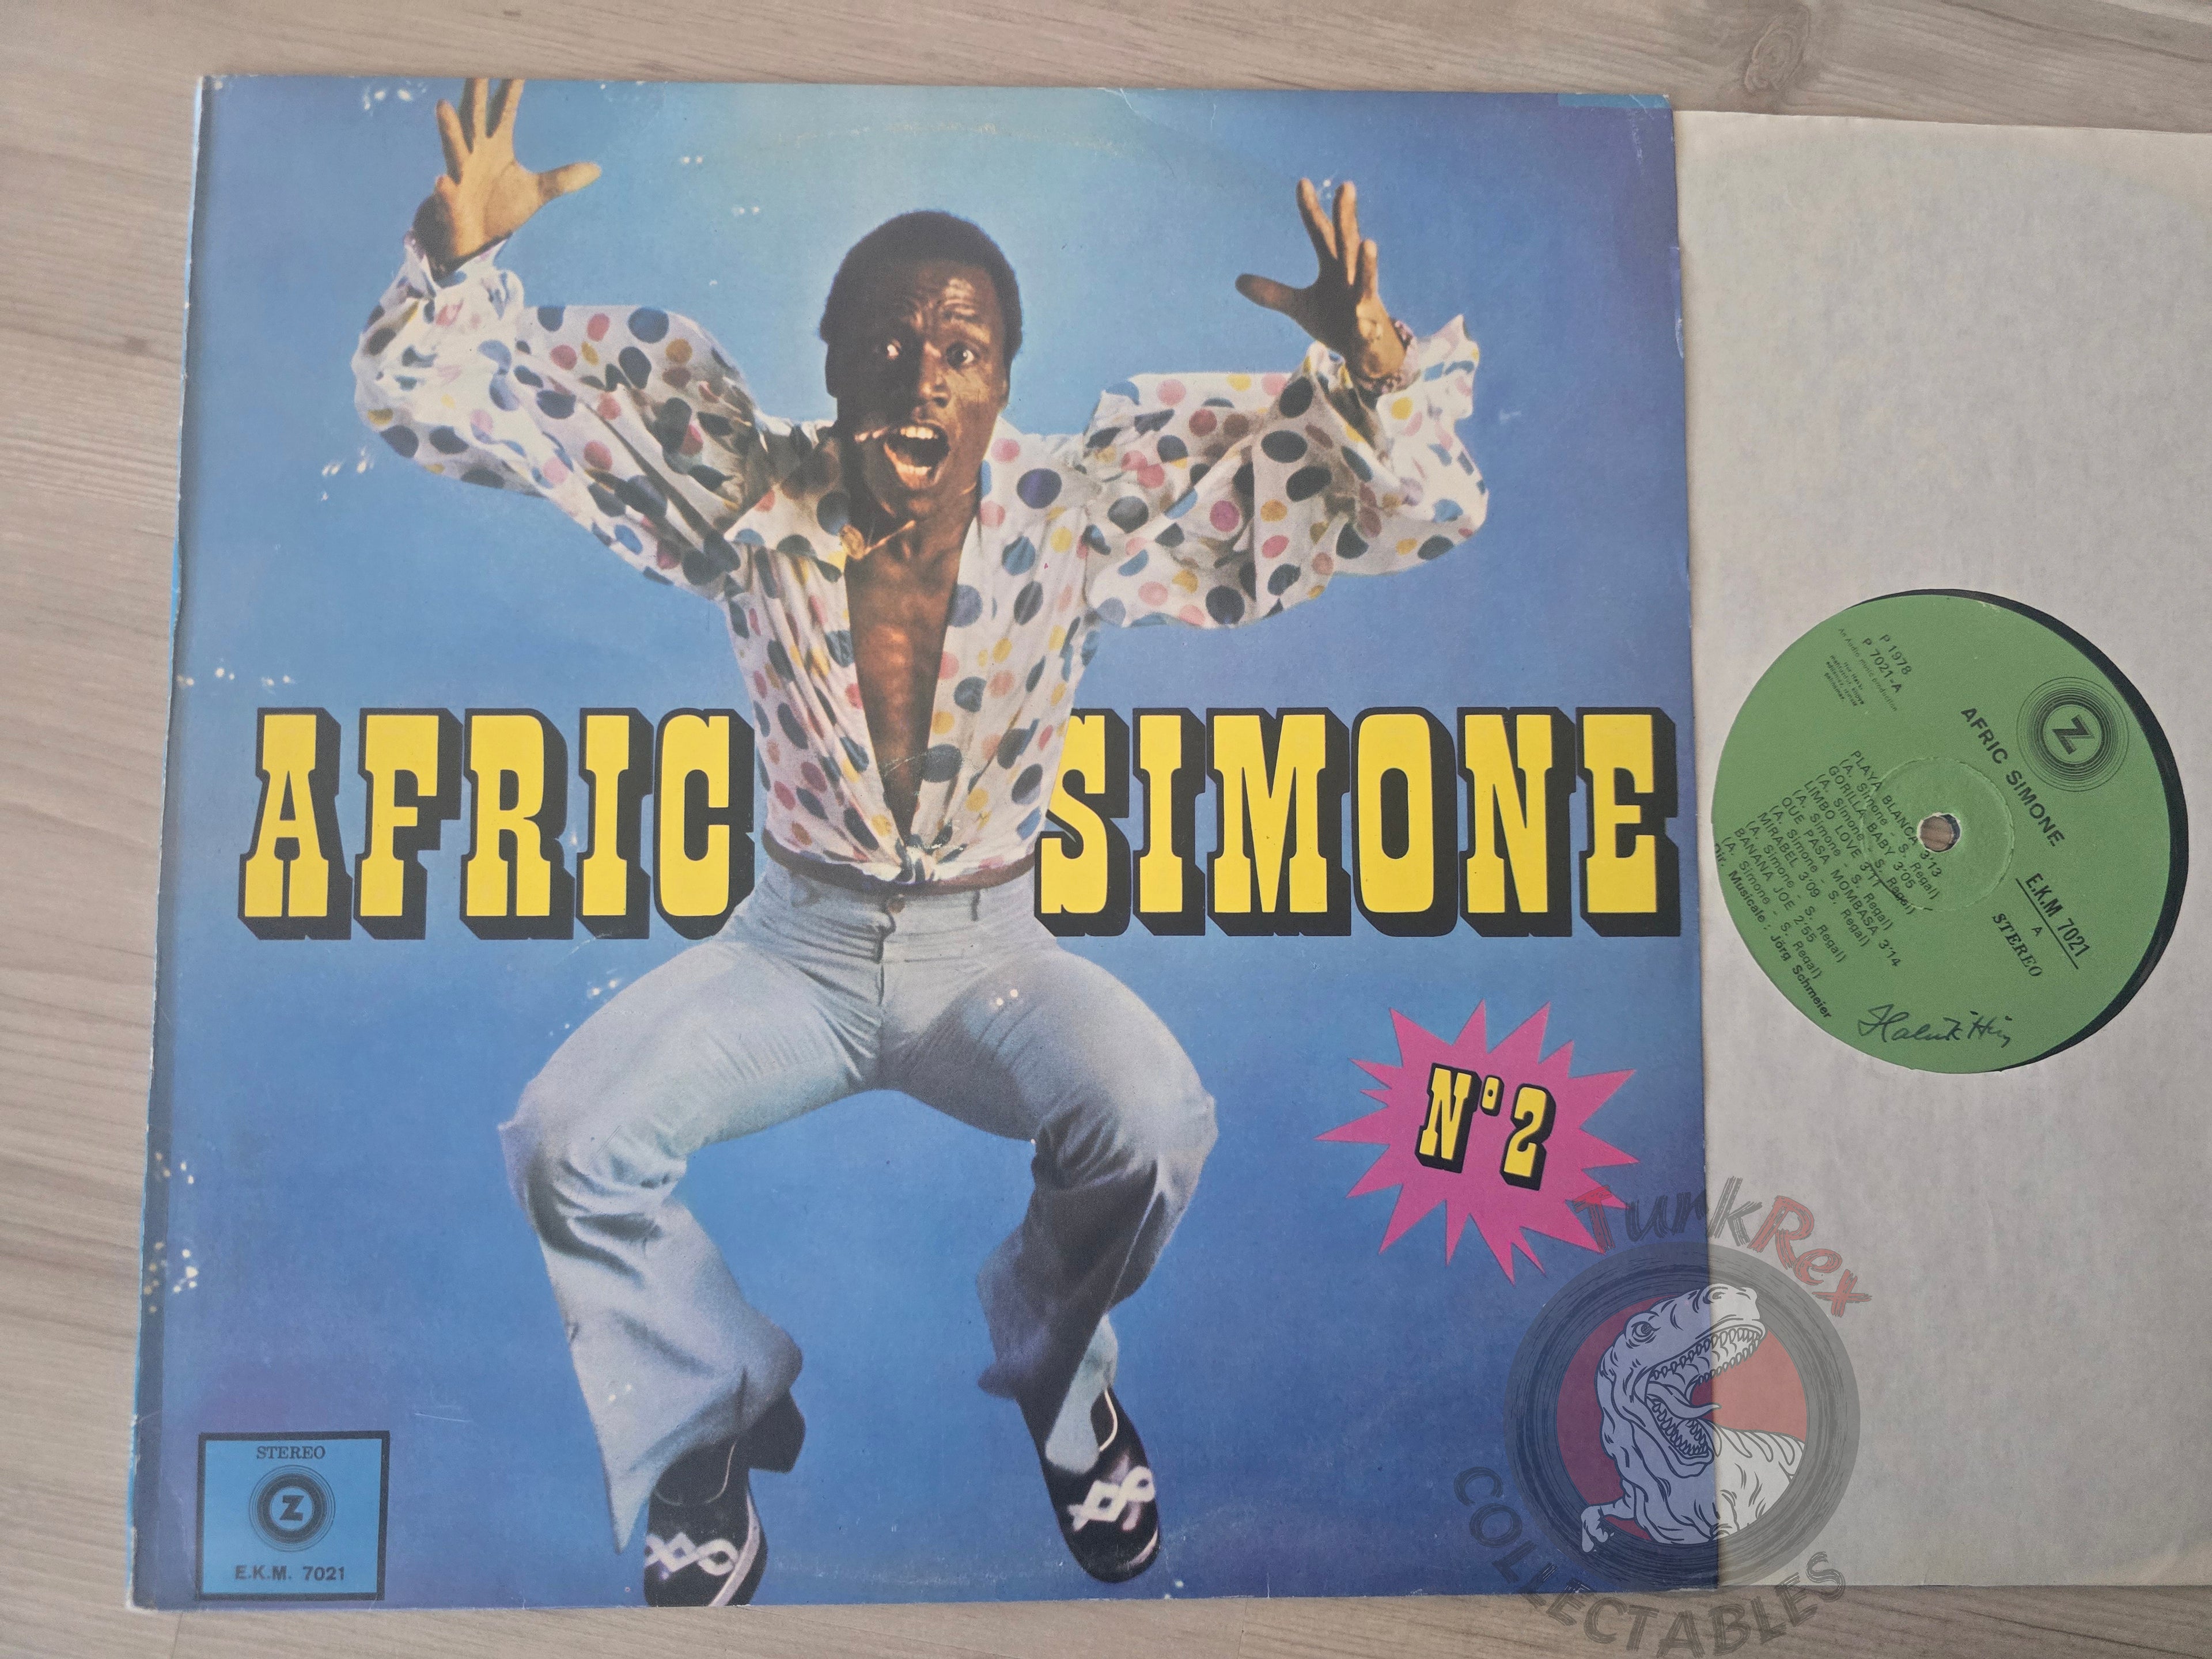 AFRIC SIMONE
Nº2
STEREO
Z
E.K.M. 7021
P 1978
P 7021-A
Z
AFRIC SIMONE
E.K.M 7021
A
STEREO
PLAYA BLANCA 3'13
(A. Simone - S. Regal)
GORILLA BABY 3'05
(A. Simone - S. Regal)
LIMBO LOVE 3'11
(A. Simone - S. Regal)
QUE PASA MOMBASA 3'14
(A. Simone - S. Regal)
MIRABEL 3'09
(A. Simone - S. Regal)
BANANA JOE 2'55
(A. Simone - S. Regal)
Dir. Musicale : Jörg Schmeier
TurkRex
COLLECTABLES